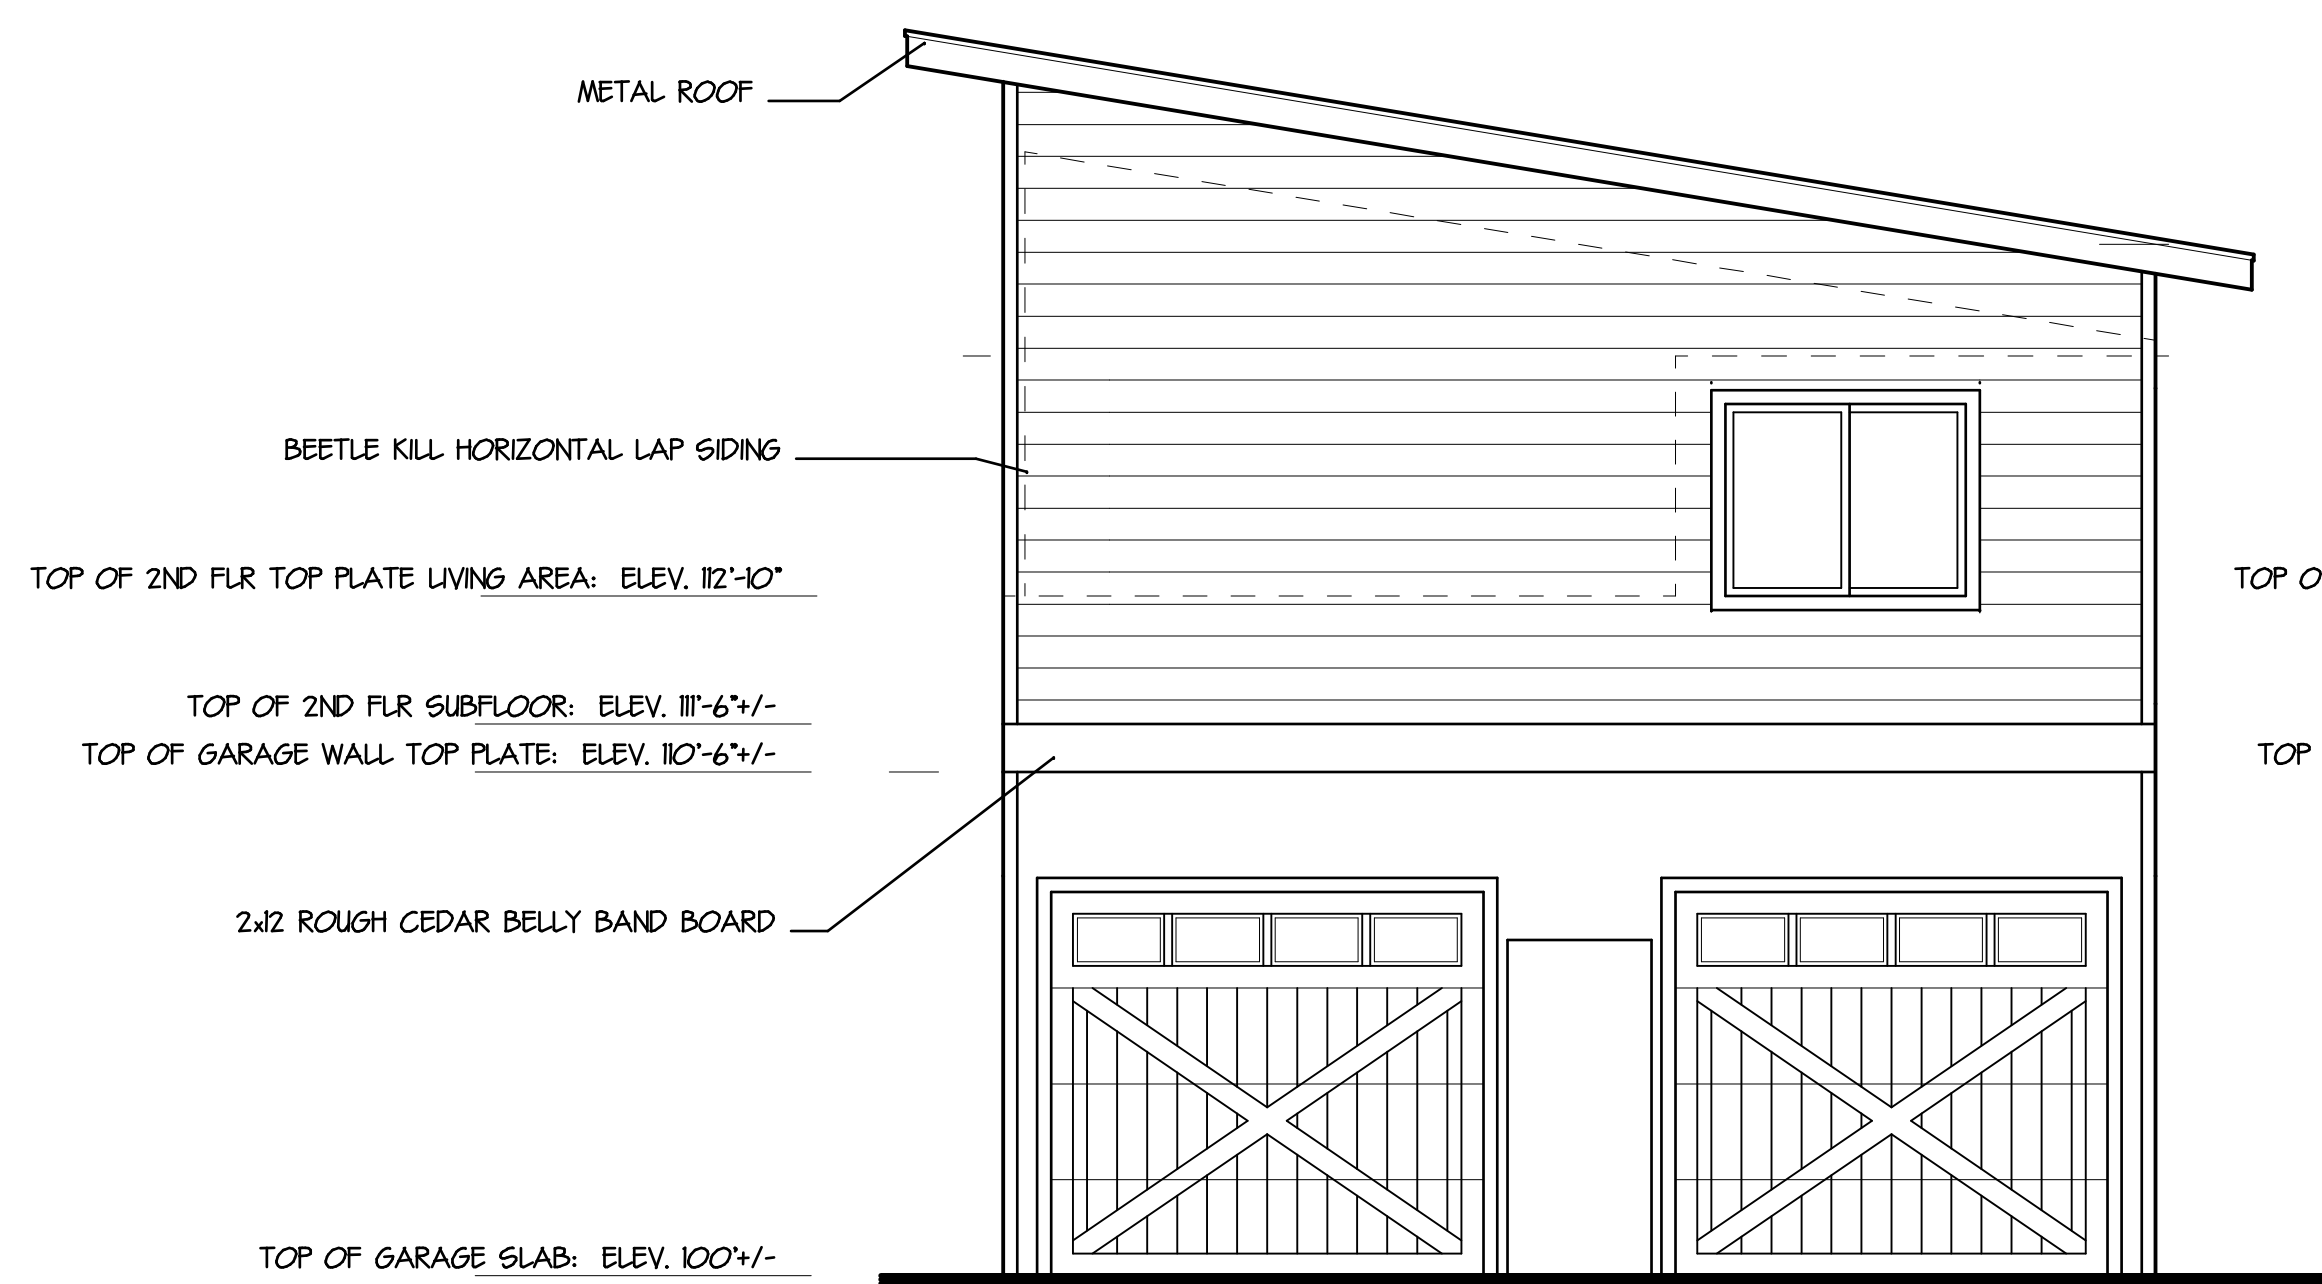 METAL ROOF
BEETLE KILL HORIZONTAL LAP SIDING
TOP OF 2ND FLR TOP PLATE LIVING AREA: ELEV. 112'-10"
TOP O
TOP OF 2ND FLR SUBFLOOR: ELEV. 111'-6"+/-
TOP OF GARAGE WALL TOP PLATE: ELEV. 110'-6"+/-
TOP
2x12 ROUGH CEDAR BELLY BAND BOARD
TOP OF GARAGE SLAB: ELEV. 100'+/-